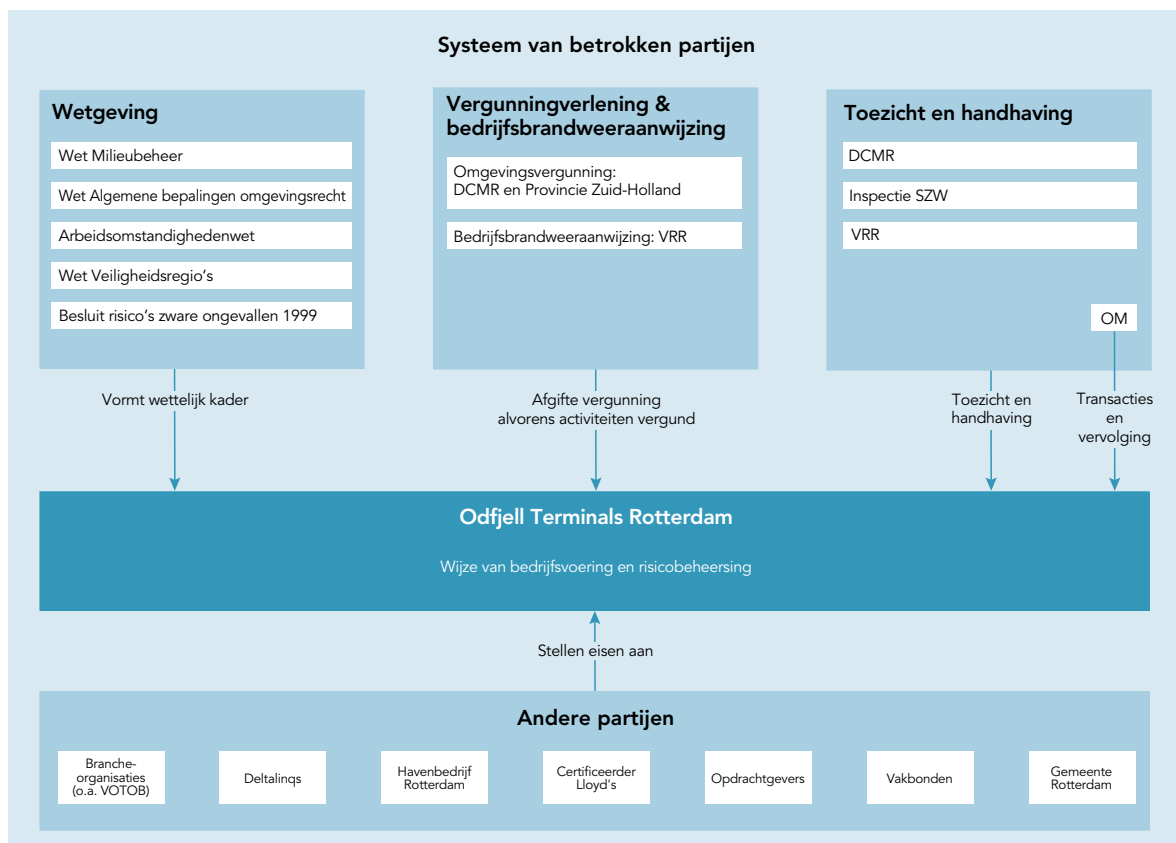 Systeem van betrokken partijen
Wetgeving
Wet Milieubeheer
Wet Algemene bepalingen omgevingsrecht
Arbeidsomstandighedenwet
Wet Veiligheidsregio's
Besluit risico's zware ongevallen 1999
Vergunningverlening &
bedrijfsbrandweeraanwijzing
Omgevingsvergunning:
DCMR en Provincie Zuid-Holland
Bedrijfsbrandweeraanwijzing: VRR
Toezicht en handhaving
DCMR
Inspectie SZW
VRR
OM
Vormt wettelijk kader
Afgifte vergunning
alvorens activiteiten vergund
Toezicht en
handhaving
Transacties
en
vervolging
Odfjell Terminals Rotterdam
Wijze van bedrijfsvoering en risicobeheersing
Stellen eisen aan
Andere partijen
Branche-
organisaties
(o.a. VOTOB)
Deltalinqs
Havenbedrijf
Rotterdam
Certificeerder
Lloyd's
Opdrachtgevers
Vakbonden
Gemeente
Rotterdam